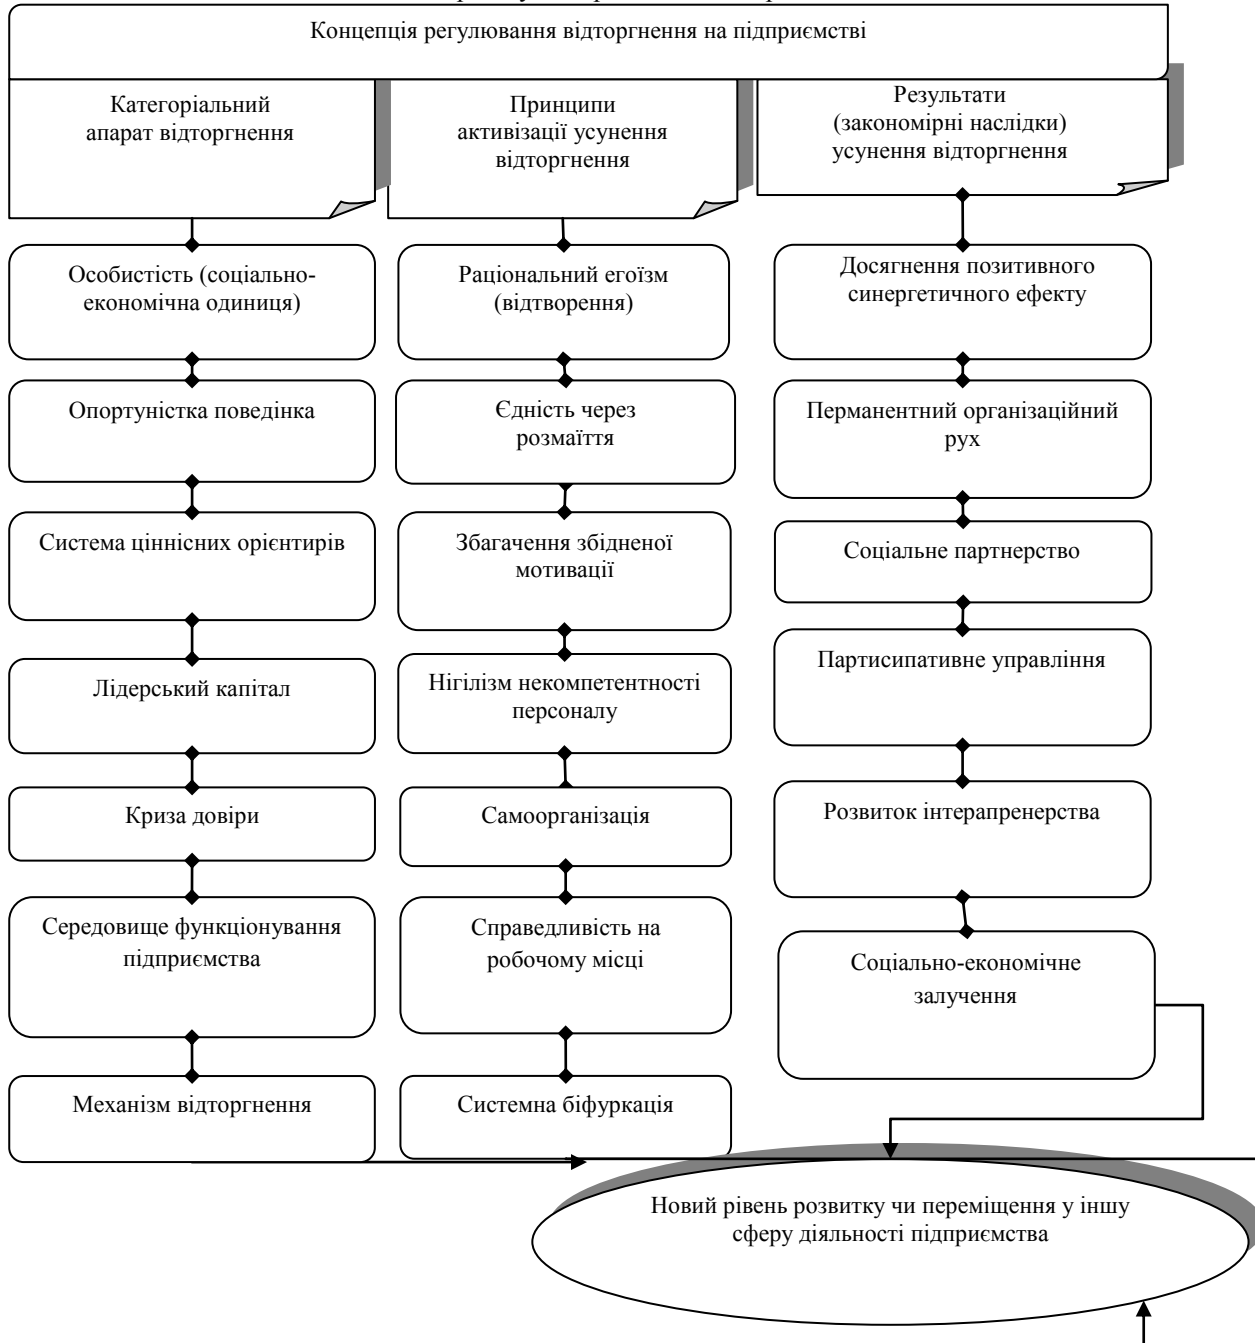 Концепція регулювання відторгнення на підприємстві
Категоріальний
апарат відторгнення
Принципи
активізації усунення
відторгнення
Результати
(закономірні наслідки)
усунення відторгнення
Особистість (соціально-
економічна одиниця)
Раціональний егоїзм
(відтворення)
Досягнення позитивного
синергетичного ефекту
Опортуністка поведінка
Єдність через
розмаїття
Перманентний організаційний
рух
Система ціннісних орієнтирів
Збагачення збідненої
мотивації
Соціальне партнерство
Лідерський капітал
Нігілізм некомпетентності
персоналу
Партисипативне управління
Криза довіри
Самоорганізація
Розвиток інтерапренерства
Середовище функціонування
підприємства
Справедливість на
робочому місці
Соціально-економічне
залучення
Механізм відторгнення
Системна біфуркація
Новий рівень розвитку чи переміщення у іншу
сферу діяльності підприємства